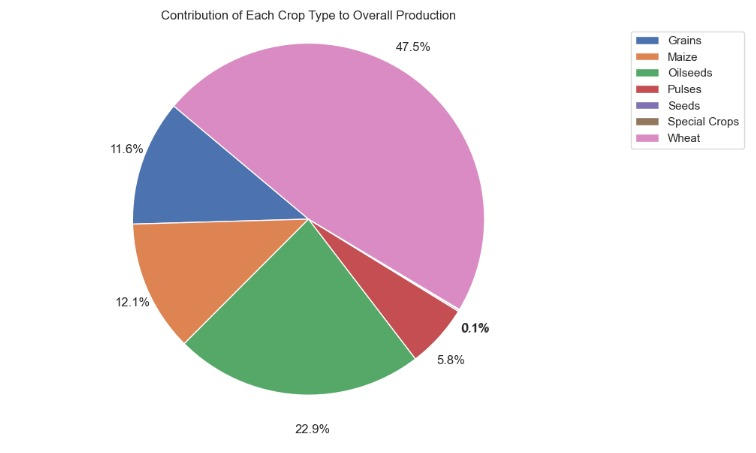 Contribution of Each Crop Type to Overall Production
47.5%
11.6%
12.1%
22.9%
5.8%
0.1%
Grains
Maize
Oilseeds
Pulses
Seeds
Special Crops
Wheat